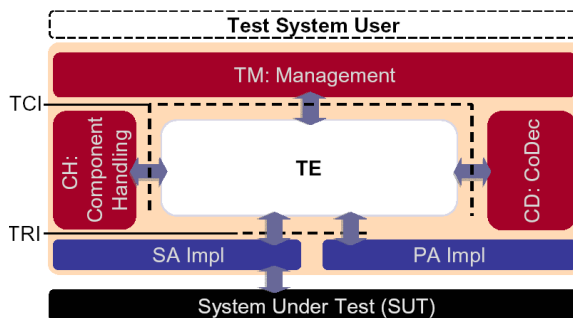 Test System User
TM: Management
TCI
CH:
Component
Handling
TE
CD: CoDec
TRI
SA Impl
PA Impl
System Under Test (SUT)